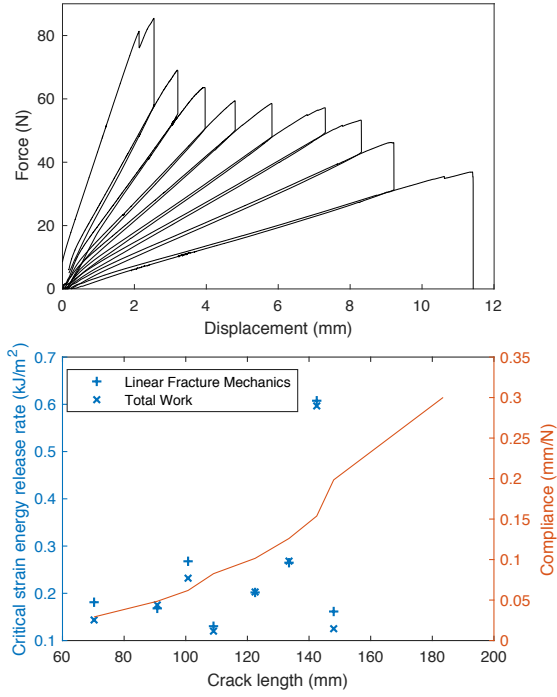 80
60
40
20
0
Force (N)
0 2 4 6 8 10 12
Displacement (mm)
Critical strain energy release rate (kJ/m²)
0.7
0.6
0.5
0.4
0.3
0.2
0.1
Linear Fracture Mechanics
Total Work
0.35
0.3
0.25
0.2
0.15
0.1
0.05
0
Compliance (mm/N)
60 80 100 120 140 160 180 200
Crack length (mm)